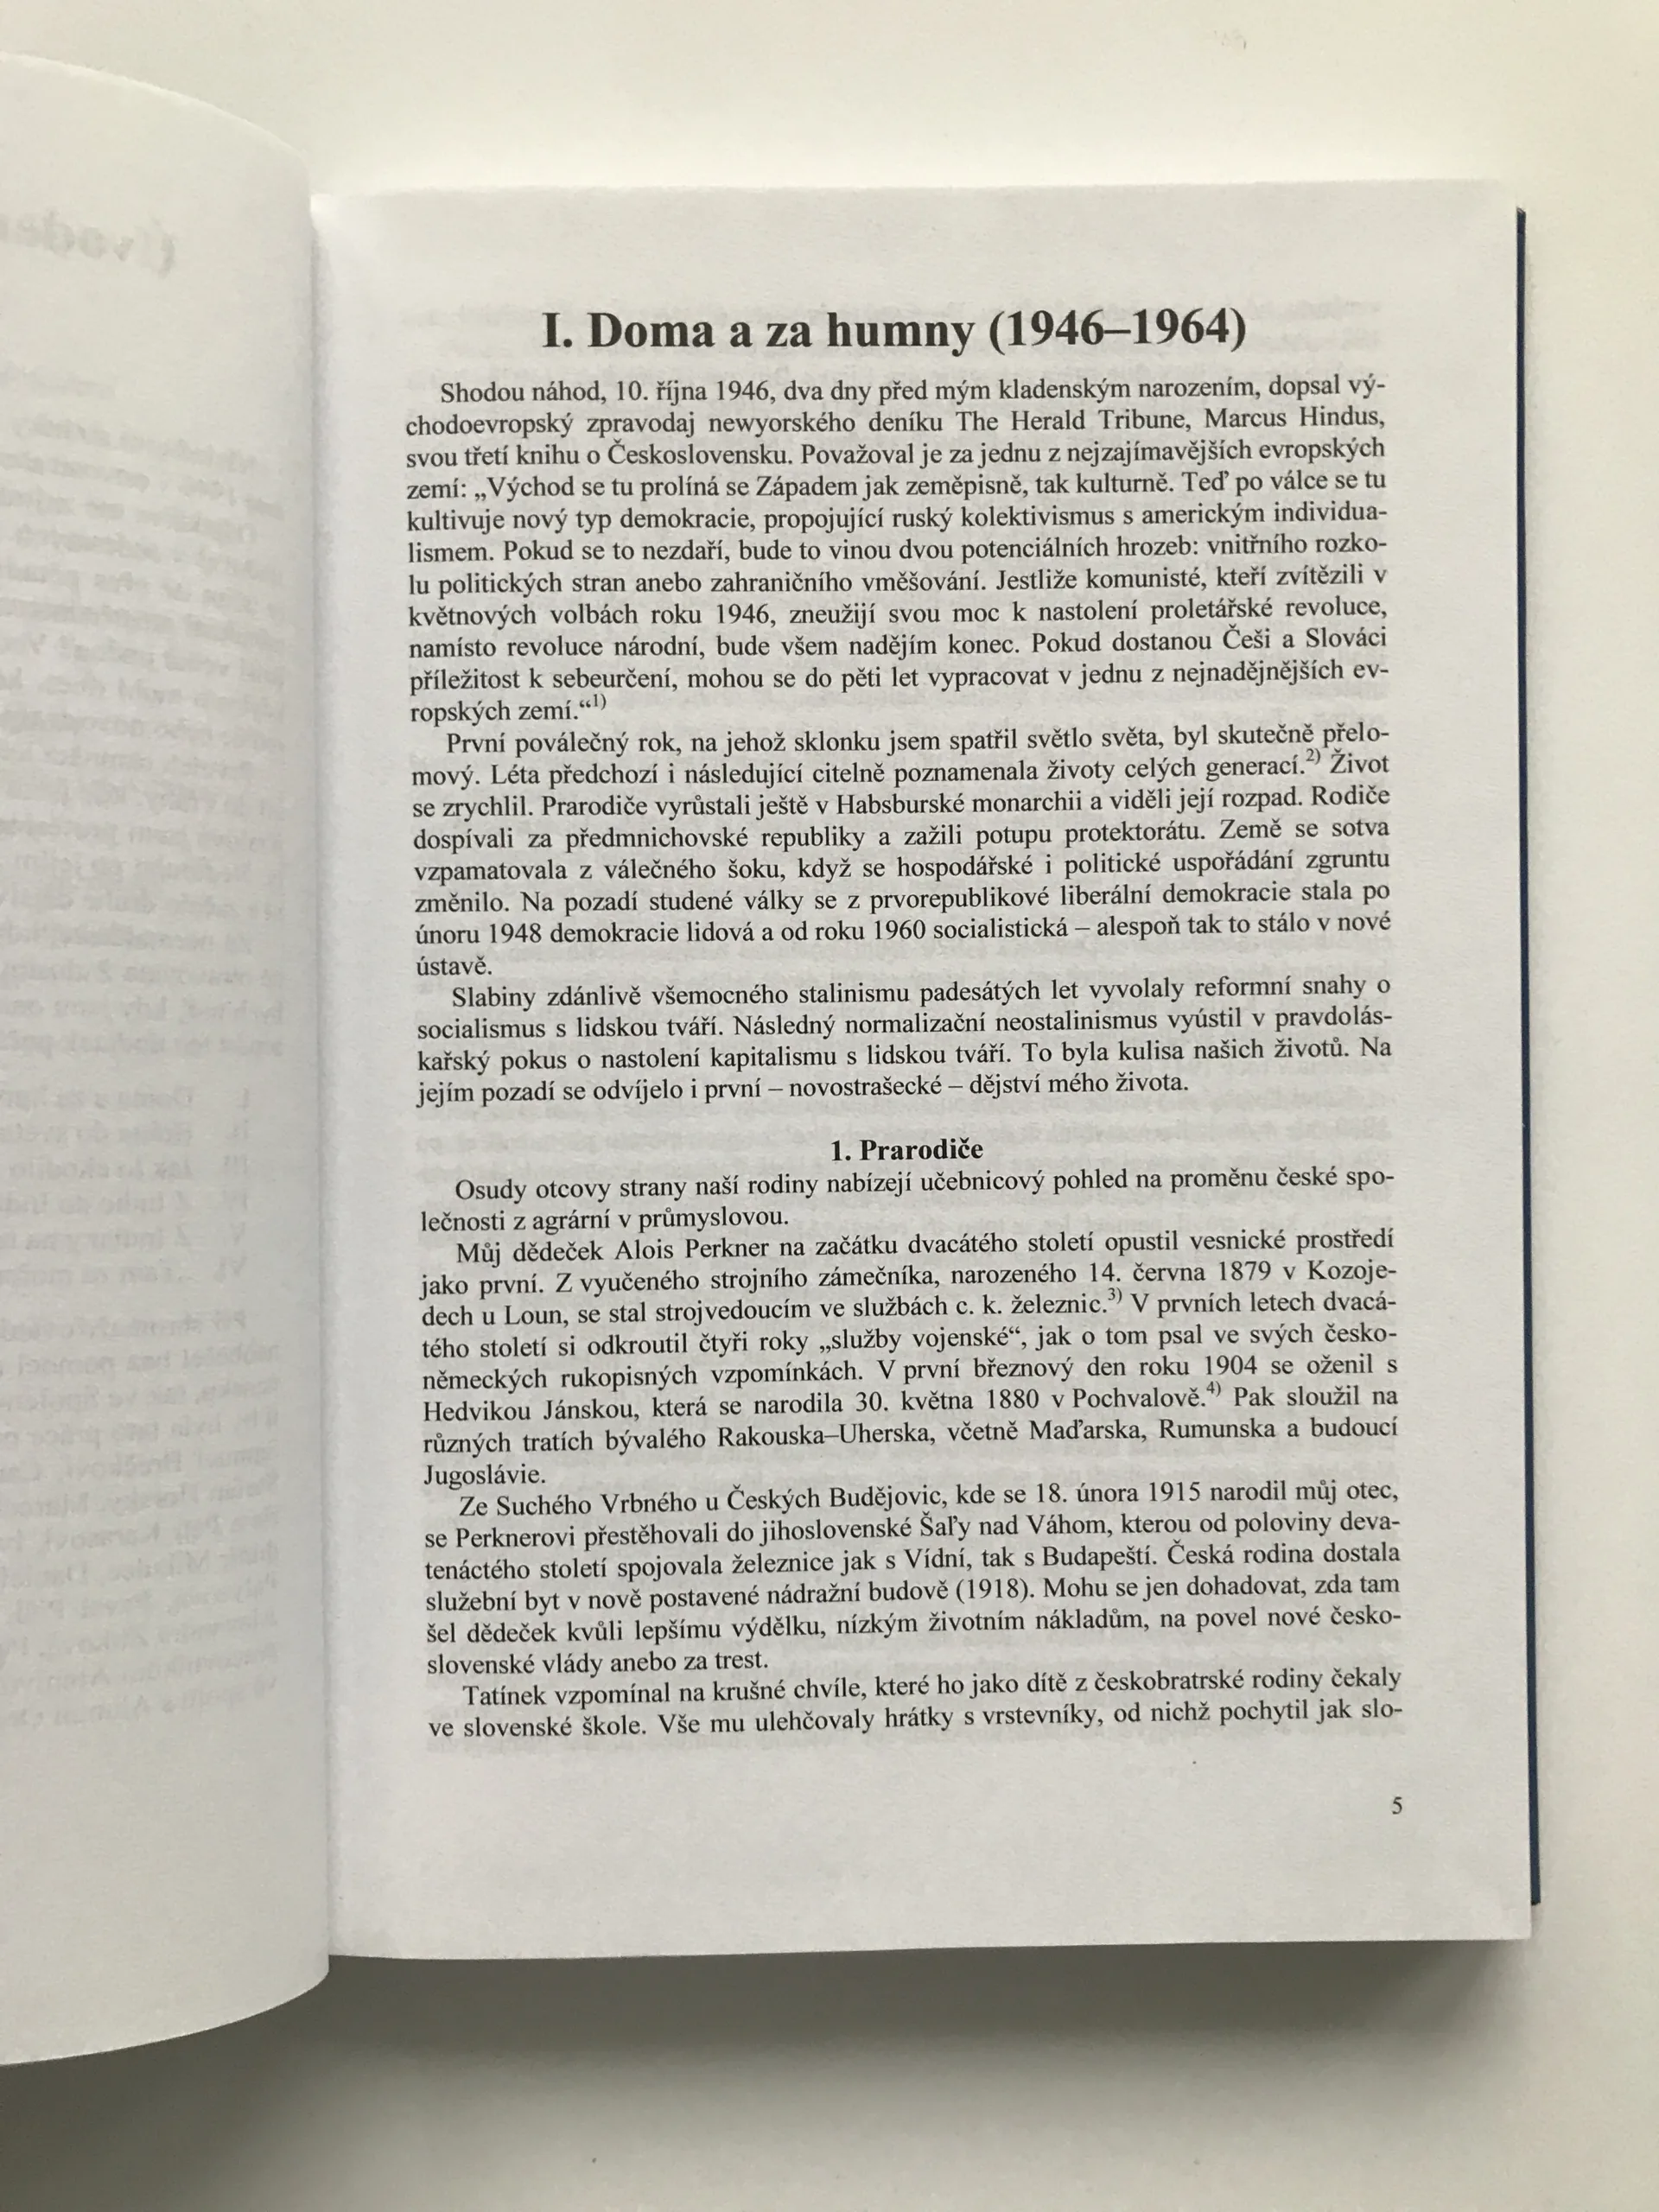 I. Doma a za humny (1946–1964)
Shodou náhod, 10. října 1946, dva dny před mým kladenským narozením, dopsal vý-
chodoevropský zpravodaj newyorského deníku The Herald Tribune, Marcus Hindus,
svou třetí knihu o Československu. Považoval je za jednu z nejzajímavějších evropských
zemí: „Východ se tu prolíná se Západem jak zeměpisně, tak kulturně. Teď po válce se tu
kultivuje nový typ demokracie, propojující ruský kolektivismus s americkým individua-
lismem. Pokud se to nezdaří, bude to vinou dvou potenciálních hrozeb: vnitřního rozko-
lu politických stran anebo zahraničního vměšování. Jestliže komunisté, kteří zvítězili v
květnových volbách roku 1946, zneužijí svou moc k nastolení proletářské revoluce,
namísto revoluce národní, bude všem nadějím konec. Pokud dostanou Češi a Slováci
příležitost k sebeurčení, mohou se do pěti let vypracovat v jednu z nejnadějnějších ev-
ropských zemí.“1)
První poválečný rok, na jehož sklonku jsem spatřil světlo světa, byl skutečně přelo-
mový. Léta předchozí i následující citelně poznamenala životy celých generací.2) Život
se zrychlil. Prarodiče vyrůstali ještě v Habsburské monarchii a viděli její rozpad. Rodiče
dospívali za předmnichovské republiky a zažili potupu protektorátu. Země se sotva
vzpamatovala z válečného šoku, když se hospodářské i politické uspořádání zgruntu
změnilo. Na pozadí studené války se z prvorepublikové liberální demokracie stala po
únoru 1948 demokracie lidová a od roku 1960 socialistická – alespoň tak to stálo v nové
ústavě.
Slabiny zdánlivě všemocného stalinismu padesátých let vyvolaly reformní snahy o
socialismus s lidskou tváří. Následný normalizační neostalinismus vyústil v pravdolás-
kařský pokus o nastolení kapitalismu s lidskou tváří. To byla kulisa našich životů. Na
jejím pozadí se odvíjelo i první – novostrašecké – dějství mého života.
1. Prarodiče
Osudy otcovy strany naší rodiny nabízejí učebnicový pohled na proměnu české spo-
lečnosti z agrární v průmyslovou.
Můj dědeček Alois Perkner na začátku dvacátého století opustil vesnické prostředí
jako první. Z vyučeného strojního zámečníka, narozeného 14. června 1879 v Kozoje-
dech u Loun, se stal strojvedoucím ve službách c. k. železnic.3) V prvních letech dvacá-
tého století si odkroutil čtyři roky „služby vojenské“, jak o tom psal ve svých česko-
německých rukopisných vzpomínkách. V první březnový den roku 1904 se oženil s
Hedvikou Jánskou, která se narodila 30. května 1880 v Pochvalově.4) Pak sloužil na
různých tratích bývalého Rakouska–Uherska, včetně Maďarska, Rumunska a budoucí
Jugoslávie.
Ze Suchého Vrbného u Českých Budějovic, kde se 18. února 1915 narodil můj otec,
se Perknerovi přestěhovali do jihoslovenské Šaľy nad Váhom, kterou od poloviny deva-
tenáctého století spojovala železnice jak s Vídní, tak s Budapeští. Česká rodina dostala
služební byt v nově postavené nádražní budově (1918). Mohu se jen dohadovat, zda tam
šel dědeček kvůli lepšímu výdělku, nízkým životním nákladům, na povel nové česko-
slovenské vlády anebo za trest.
Tatínek vzpomínal na krušné chvíle, které ho jako dítě z českobratrské rodiny čekaly
ve slovenské škole. Vše mu ulehčovaly hrátky s vrstevníky, od nichž pochytil jak slo-
5